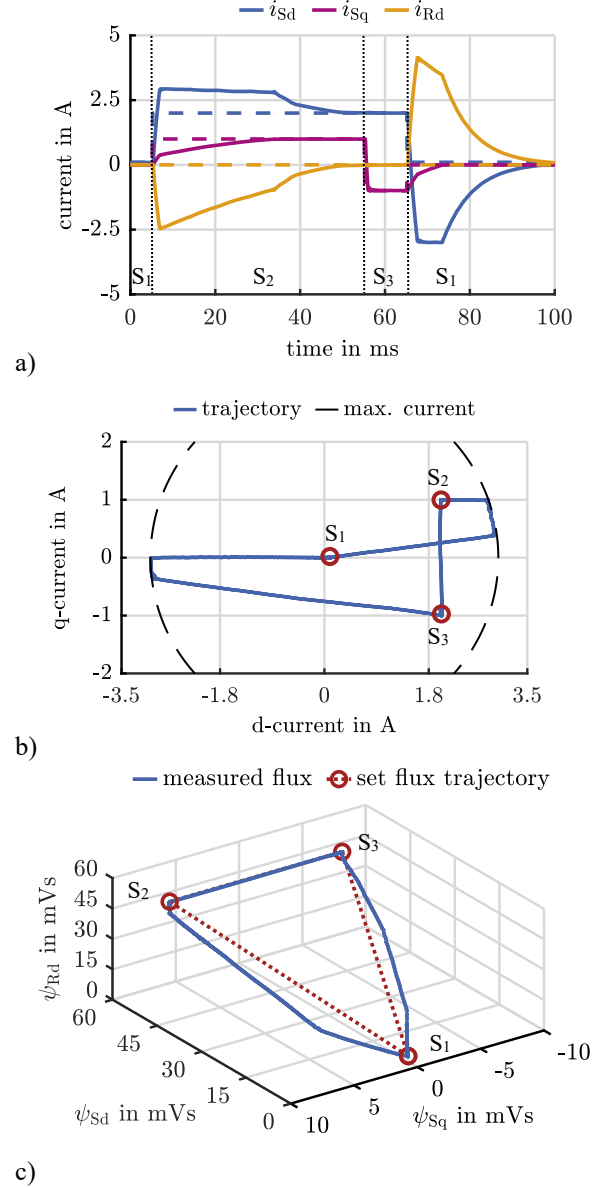 i_Sd i_Sq i_Rd
current in A
5
2.5
0
-2.5
-5
S1 S2 S3 S1
0 20 40 60 80 100
time in ms
a)
trajectory max. current
q-current in A
2
1
0
-1
-2
S1
S2
S3
-3.5 -1.8 0 1.8 3.5
d-current in A
b)
measured flux set flux trajectory
S3
S2
S1
ψ_Rd in mVs
60
45
30
15
0
60
45
30
15
0
ψ_Sd in mVs
10
5
0
-5
-10
ψ_Sq in mVs
c)